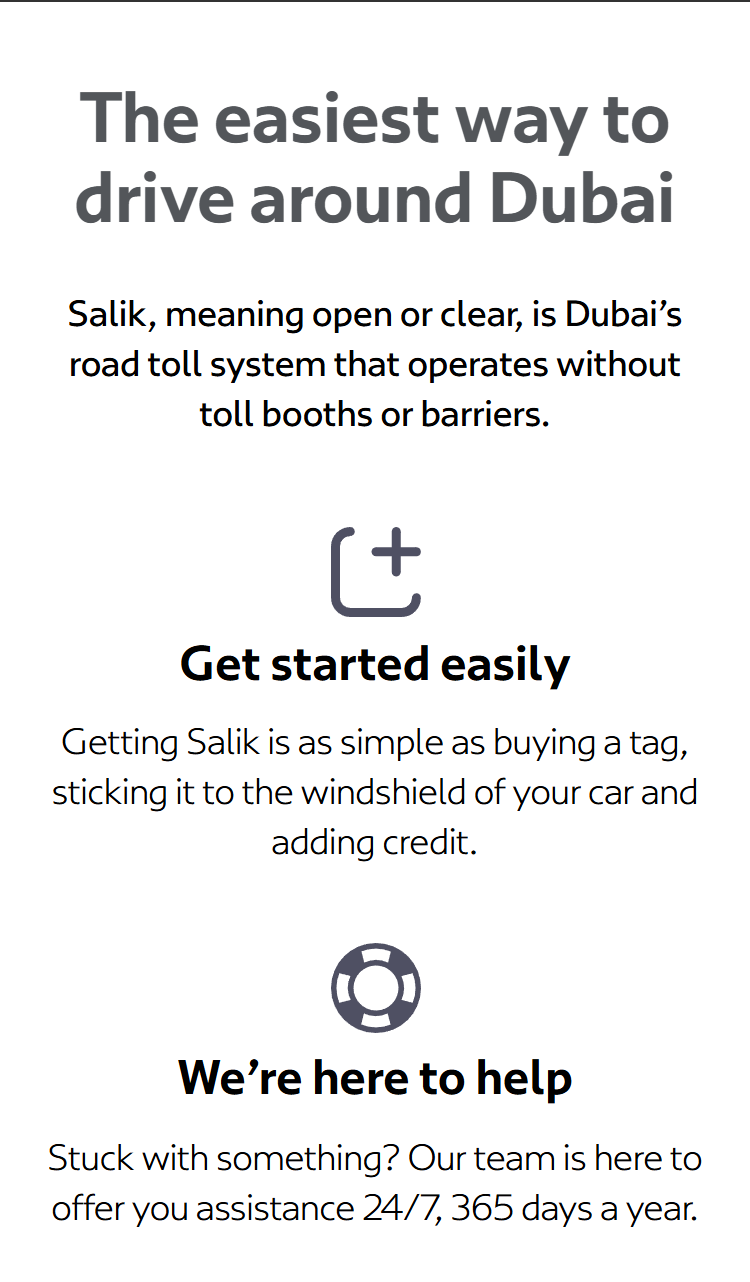 The easiest way to
drive around Dubai
Salik, meaning open or clear, is Dubai’s
road toll system that operates without
toll booths or barriers.
Get started easily
Getting Salik is as simple as buying a tag,
sticking it to the windshield of your car and
adding credit.
We’re here to help
Stuck with something? Our team is here to
offer you assistance 24/7, 365 days a year.